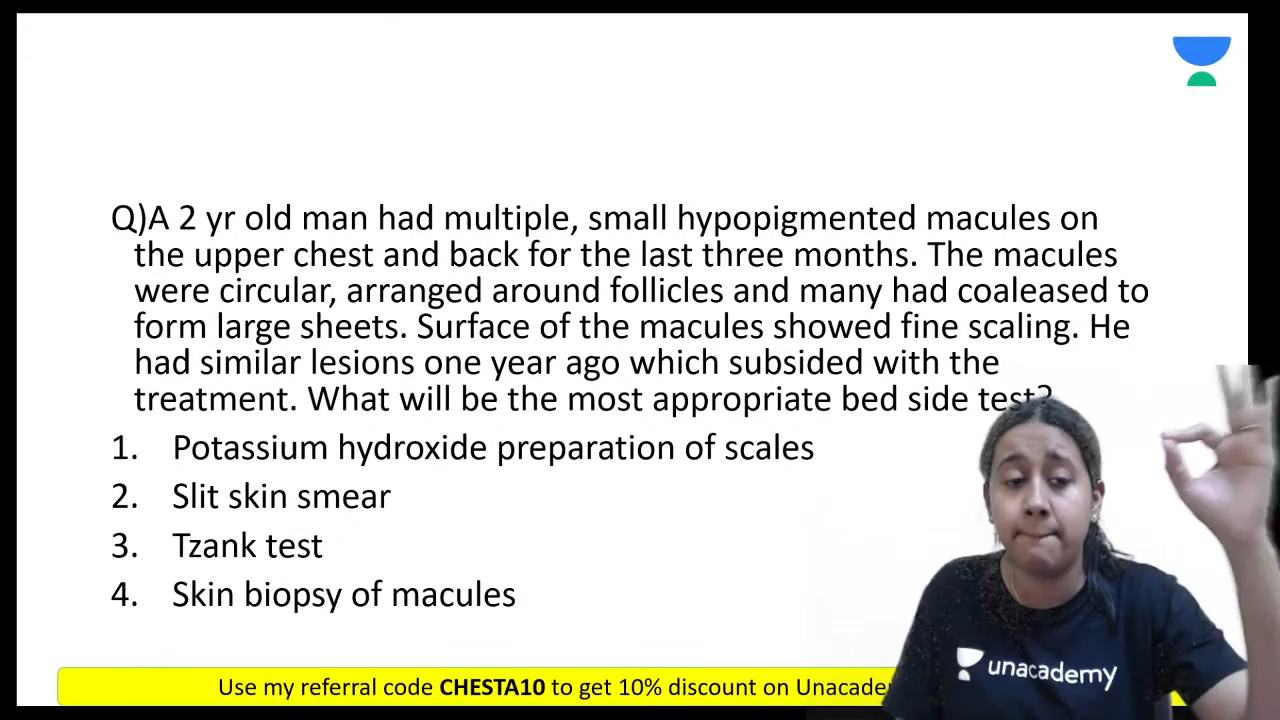 Q)A 2 yr old man had multiple, small hypopigmented macules on
the upper chest and back for the last three months. The macules
were circular, arranged around follicles and many had coaleased to
form large sheets. Surface of the macules showed fine scaling. He
had similar lesions one year ago which subsided with the
treatment. What will be the most appropriate bed side test?
1. Potassium hydroxide preparation of scales
2. Slit skin smear
3. Tzank test
4. Skin biopsy of macules
unacademy
Use my referral code CHESTA10 to get 10% discount on